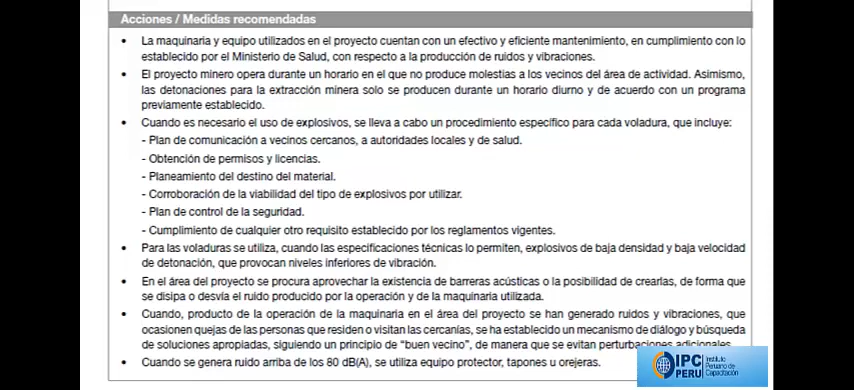 Acciones / Medidas recomendadas
• La maquinaria y equipo utilizados en el proyecto cuentan con un efectivo y eficiente mantenimiento, en cumplimiento con lo
establecido por el Ministerio de Salud, con respecto a la producción de ruidos y vibraciones.
• El proyecto minero opera durante un horario en el que no produce molestias a los vecinos del área de actividad. Asimismo,
las detonaciones para la extracción minera solo se producen durante un horario diurno y de acuerdo con un programa
previamente establecido.
• Cuando es necesario el uso de explosivos, se lleva a cabo un procedimiento específico para cada voladura, que incluye:
- Plan de comunicación a vecinos cercanos, a autoridades locales y de salud.
- Obtención de permisos y licencias.
- Planeamiento del destino del material.
- Corroboración de la viabilidad del tipo de explosivos por utilizar.
- Plan de control de la seguridad.
- Cumplimiento de cualquier otro requisito establecido por los reglamentos vigentes.
• Para las voladuras se utiliza, cuando las especificaciones técnicas lo permiten, explosivos de baja densidad y baja velocidad
de detonación, que provocan niveles inferiores de vibración.
• En el área del proyecto se procura aprovechar la existencia de barreras acústicas o la posibilidad de crearlas, de forma que
se disipa o desvía el ruido producido por la operación y de la maquinaria utilizada.
• Cuando, producto de la operación de la maquinaria en el área del proyecto se han generado ruidos y vibraciones, que
ocasionen quejas de las personas que residen o visitan las cercanías, se ha establecido un mecanismo de diálogo y búsqueda
de soluciones apropiadas, siguiendo un principio de “buen vecino”, de manera que se evitan perturbaciones adicionales.
• Cuando se genera ruido arriba de los 80 dB(A), se utiliza equipo protector, tapones u orejeras.
IPC PERU
Instituto
Peruano de
Capacitación